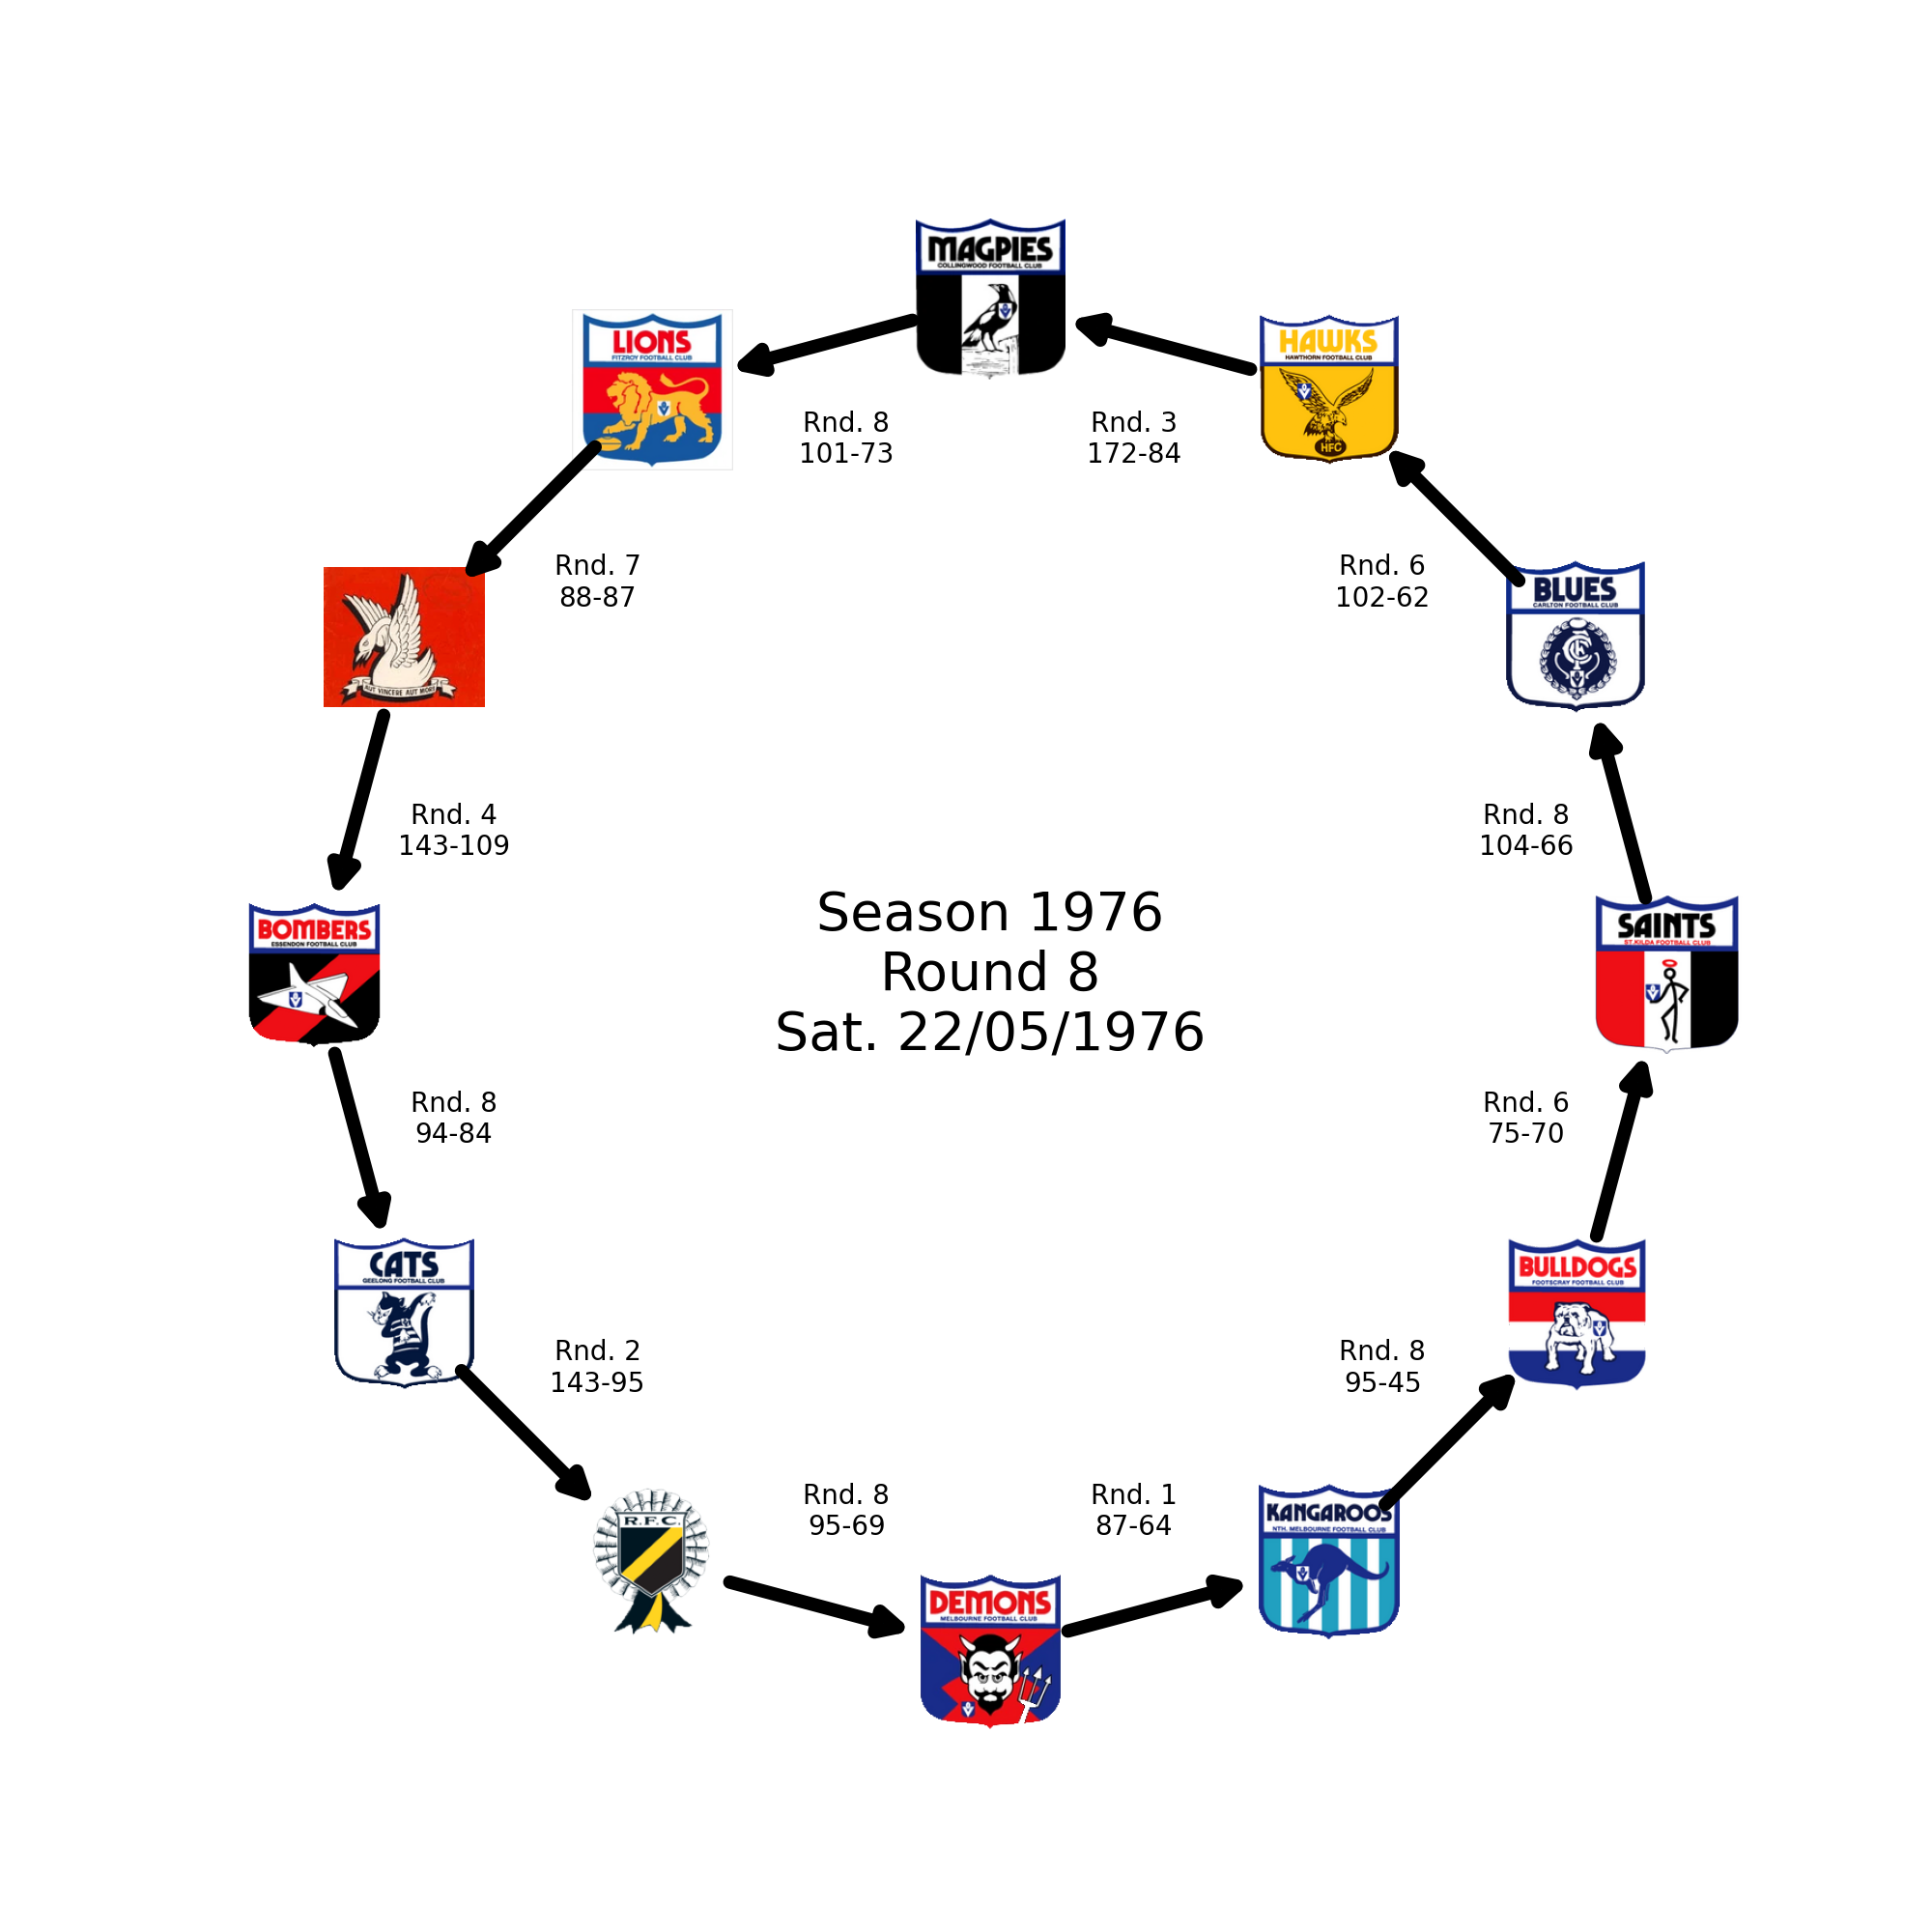 MAGPIES
COLLINGWOOD FOOTBALL CLUB
LIONS
FITZROY FOOTBALL CLUB
HAWKS
HAWTHORN FOOTBALL CLUB
HFC
Rnd. 8
101-73
Rnd. 3
172-84
Rnd. 7
88-87
Rnd. 6
102-62
BLUES
CARLTON FOOTBALL CLUB
CFC
AUT VINCERE AUT MORI
Rnd. 4
143-109
Rnd. 8
104-66
BOMBERS
ESSENDON FOOTBALL CLUB
Season 1976
Round 8
Sat. 22/05/1976
SAINTS
ST.KILDA FOOTBALL CLUB
Rnd. 8
94-84
Rnd. 6
75-70
CATS
GEELONG FOOTBALL CLUB
BULLDOGS
FOOTSCRAY FOOTBALL CLUB
Rnd. 2
143-95
Rnd. 8
95-45
R.F.C.
Rnd. 8
95-69
Rnd. 1
87-64
KANGAROOS
NTH. MELBOURNE FOOTBALL CLUB
DEMONS
MELBOURNE FOOTBALL CLUB